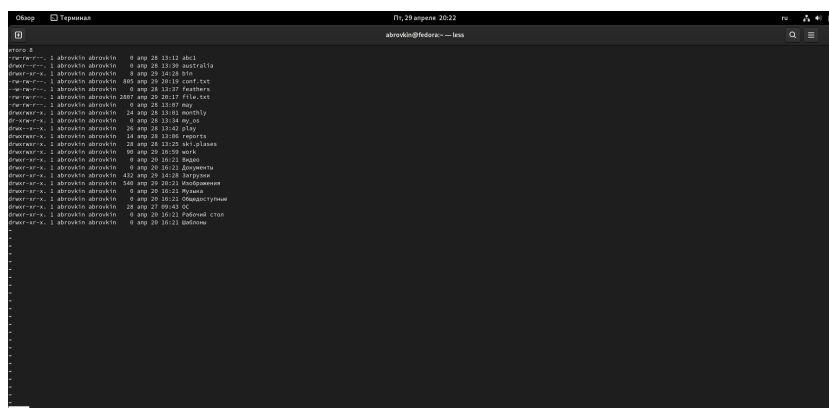 Обзор Терминал Пт, 29 апреля 20:22 ru
abrovkin@fedora:~ — less
итого 8
-rw-rw-r--. 1 abrovkin abrovkin 0 апр 28 13:12 abc1
drwxr--r--. 1 abrovkin abrovkin 0 апр 28 13:30 australia
drwxr-xr-x. 1 abrovkin abrovkin 8 апр 29 14:28 bin
-rw-rw-r--. 1 abrovkin abrovkin 805 апр 29 20:19 conf.txt
--w-rw-r--. 1 abrovkin abrovkin 0 апр 28 13:37 feathers
-rw-rw-r--. 1 abrovkin abrovkin 2807 апр 29 20:17 file.txt
-rw-rw-r--. 1 abrovkin abrovkin 0 апр 28 13:07 may
drwxrwxr-x. 1 abrovkin abrovkin 24 апр 28 13:01 monthly
dr-xrw-r--. 1 abrovkin abrovkin 0 апр 28 13:34 my_os
drwx--x--x. 1 abrovkin abrovkin 26 апр 28 13:42 play
drwxrwxr-x. 1 abrovkin abrovkin 14 апр 28 13:06 reports
drwxrwxr-x. 1 abrovkin abrovkin 28 апр 28 13:25 ski.plases
drwxrwxr-x. 1 abrovkin abrovkin 90 апр 20 16:59 work
drwxr-xr-x. 1 abrovkin abrovkin 0 апр 20 16:21 Видео
drwxr-xr-x. 1 abrovkin abrovkin 0 апр 20 16:21 Документы
drwxr-xr-x. 1 abrovkin abrovkin 432 апр 29 14:28 Загрузки
drwxr-xr-x. 1 abrovkin abrovkin 540 апр 29 20:21 Изображения
drwxr-xr-x. 1 abrovkin abrovkin 0 апр 20 16:21 Музыка
drwxr-xr-x. 1 abrovkin abrovkin 0 апр 20 16:21 Общедоступные
drwxr-xr-x. 1 abrovkin abrovkin 28 апр 27 09:43 ОС
drwxr-xr-x. 1 abrovkin abrovkin 0 апр 20 16:21 Рабочий стол
drwxr-xr-x. 1 abrovkin abrovkin 0 апр 20 16:21 Шаблоны